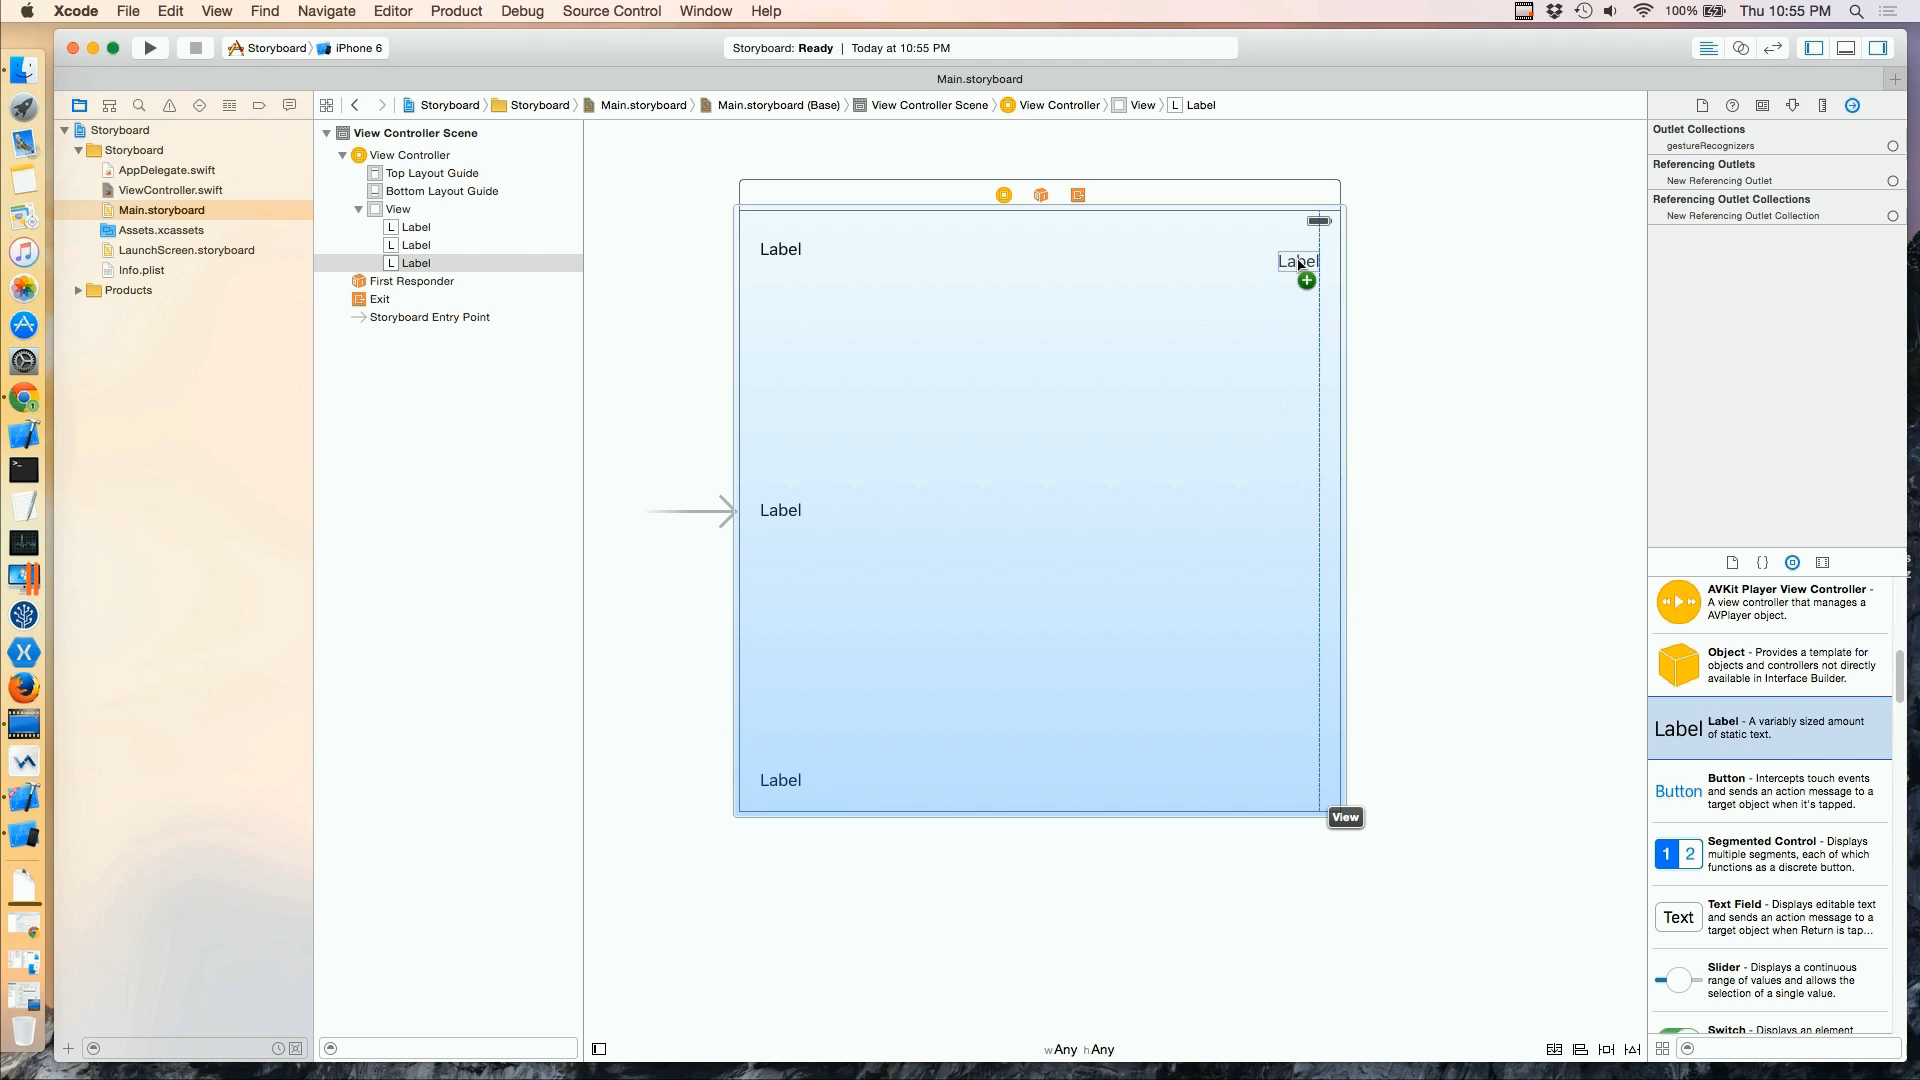 Xcode File Edit View Find Navigate Editor Product Debug Source Control Window Help 100% Thu 10:55 PM
Storyboard iPhone 6 Storyboard: Ready | Today at 10:55 PM
Main.storyboard
Storyboard Storyboard Main.storyboard Main.storyboard (Base) View Controller Scene View Controller View L Label
Storyboard
Storyboard
AppDelegate.swift
ViewController.swift
Main.storyboard
Assets.xcassets
LaunchScreen.storyboard
Info.plist
Products
View Controller Scene
View Controller
Top Layout Guide
Bottom Layout Guide
View
L Label
L Label
L Label
First Responder
Exit
Storyboard Entry Point
Label
Label
Label
Label
View
wAny hAny
Outlet Collections
gestureRecognizers
Referencing Outlets
New Referencing Outlet
Referencing Outlet Collections
New Referencing Outlet Collection
AVKit Player View Controller -
A view controller that manages a
AVPlayer object.
Object - Provides a template for
objects and controllers not directly
available in Interface Builder.
Label
Label - A variably sized amount
of static text.
Button
Button - Intercepts touch events
and sends an action message to a
target object when it's tapped.
1 2
Segmented Control - Displays
multiple segments, each of which
functions as a discrete button.
Text
Text Field - Displays editable text
and sends an action message to a
target object when Return is tap...
Slider - Displays a continuous
range of values and allows the
selection of a single value.
Switch - Displays an element